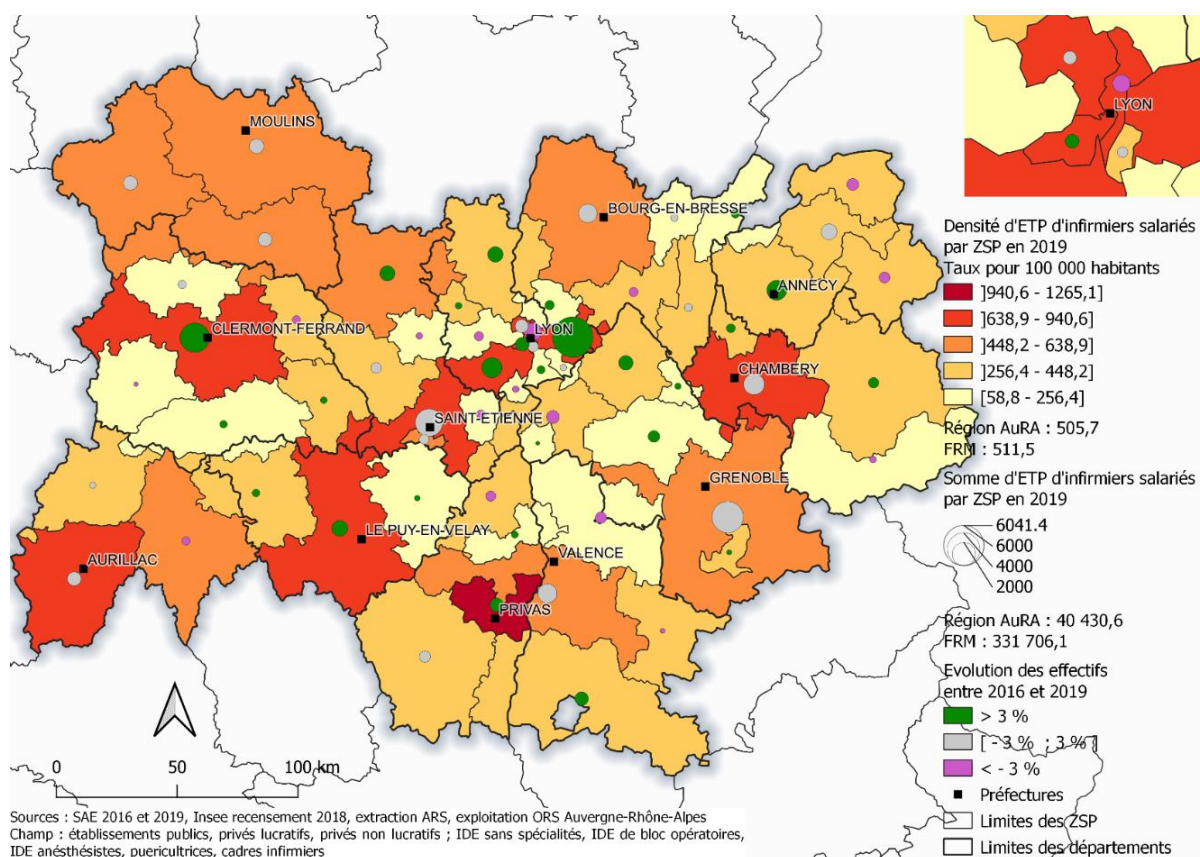 MOULINS
BOURG-EN-BRESSE
ANNECY
CLERMONT-FERRAND
LYON
CHAMBERY
SAINT-ETIENNE
GRENOBLE
LE PUY-EN-VELAY
VALENCE
AURILLAC
PRIVAS
0 50 100 km
Sources : SAE 2016 et 2019, Insee recensement 2018, extraction ARS, exploitation ORS Auvergne-Rhône-Alpes
Champ : établissements publics, privés lucratifs, privés non lucratifs ; IDE sans spécialités, IDE de bloc opératoires,
IDE anésthésistes, puericultrices, cadres infirmiers
LYON
Densité d'ETP d'infirmiers salariés
par ZSP en 2019
Taux pour 100 000 habitants
]940,6 - 1265,1]
]638,9 - 940,6]
]448,2 - 638,9]
]256,4 - 448,2]
[58,8 - 256,4]
Région AuRA : 505,7
FRM : 511,5
Somme d'ETP d'infirmiers salariés
par ZSP en 2019
6041.4
6000
4000
2000
Région AuRA : 40 430,6
FRM : 331 706,1
Evolution des effectifs
entre 2016 et 2019
> 3 %
[ - 3 % ; 3 % ]
< - 3 %
Préfectures
Limites des ZSP
Limites des départements